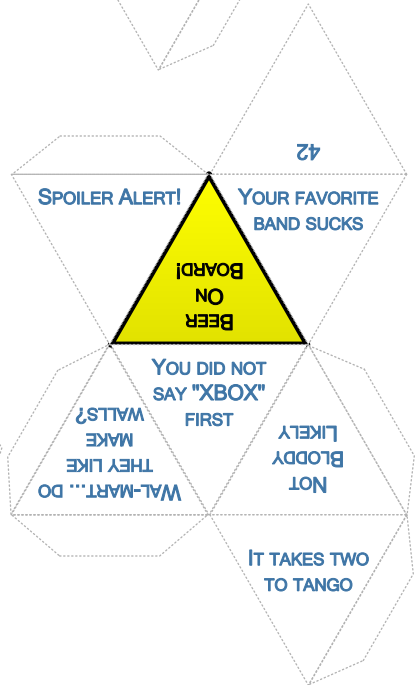 42
SPOILER ALERT!
YOUR FAVORITE
BAND SUCKS
BEER
ON
BOARD!
YOU DID NOT
SAY "XBOX"
FIRST
WAL-MART... DO
THEY LIKE
MAKE
WALLS?
NOT
BLODDY
LIKELY
IT TAKES TWO
TO TANGO